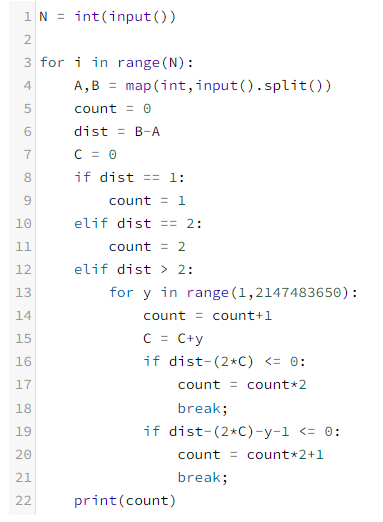 1 N = int(input())
2
3 for i in range(N):
4     A,B = map(int,input().split())
5     count = 0
6     dist = B-A
7     C = 0
8     if dist == 1:
9         count = 1
10     elif dist == 2:
11         count = 2
12     elif dist > 2:
13         for y in range(1,2147483650):
14             count = count+1
15             C = C+y
16             if dist-(2*C) <= 0:
17                 count = count*2
18                 break;
19             if dist-(2*C)-y-1 <= 0:
20                 count = count*2+1
21                 break;
22     print(count)